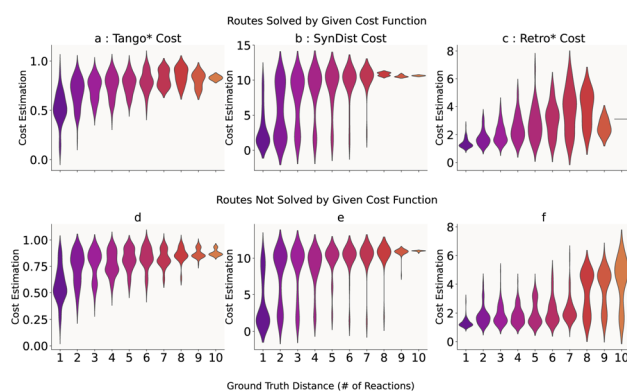 Routes Solved by Given Cost Function
a : Tango* Cost
b : SynDist Cost
c : Retro* Cost
Cost Estimation
1.0
0.5
0.0
Cost Estimation
15
10
5
0
Cost Estimation
8
6
4
2
0
Routes Not Solved by Given Cost Function
d
e
f
Cost Estimation
1.00
0.75
0.50
0.25
0.00
1 2 3 4 5 6 7 8 9 10
Cost Estimation
10
5
0
1 2 3 4 5 6 7 8 9 10
Cost Estimation
8
6
4
2
0
1 2 3 4 5 6 7 8 9 10
Ground Truth Distance (# of Reactions)